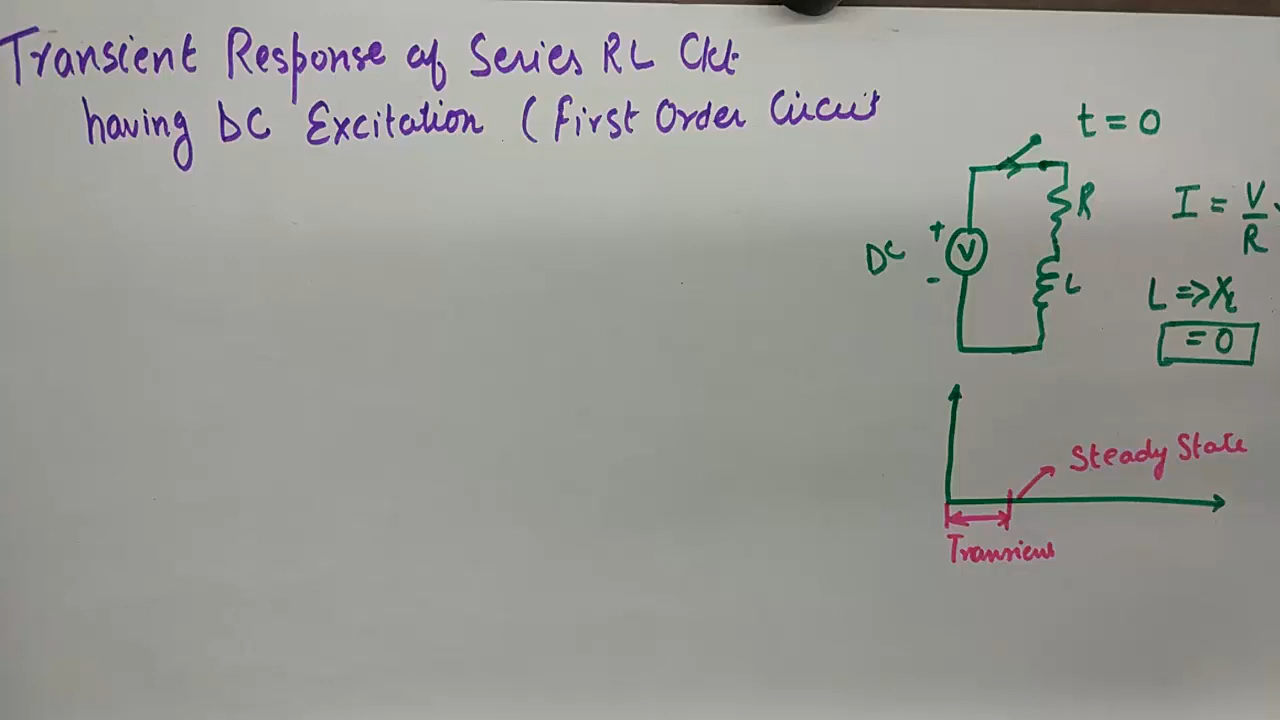 Transient Response of Series RL Ckt
having DC Excitation (First Order Circuit
t = 0
R
I = V/R
+
DC
V
-
L
L => XL
= 0
Steady State
Transient